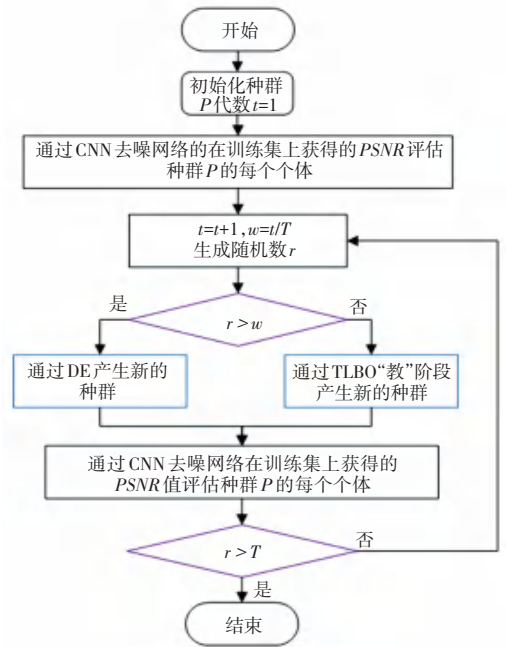 开始
初始化种群
P代数t=1
通过CNN去噪网络的在训练集上获得的PSNR评估
种群P的每个个体
t=t+1,w=t/T
生成随机数r
是
否
r>w
通过DE产生新的
种群
通过TLBO“教”阶段
产生新的种群
通过CNN去噪网络在训练集上获得的
PSNR值评估种群P的每个个体
否
r>T
是
结束